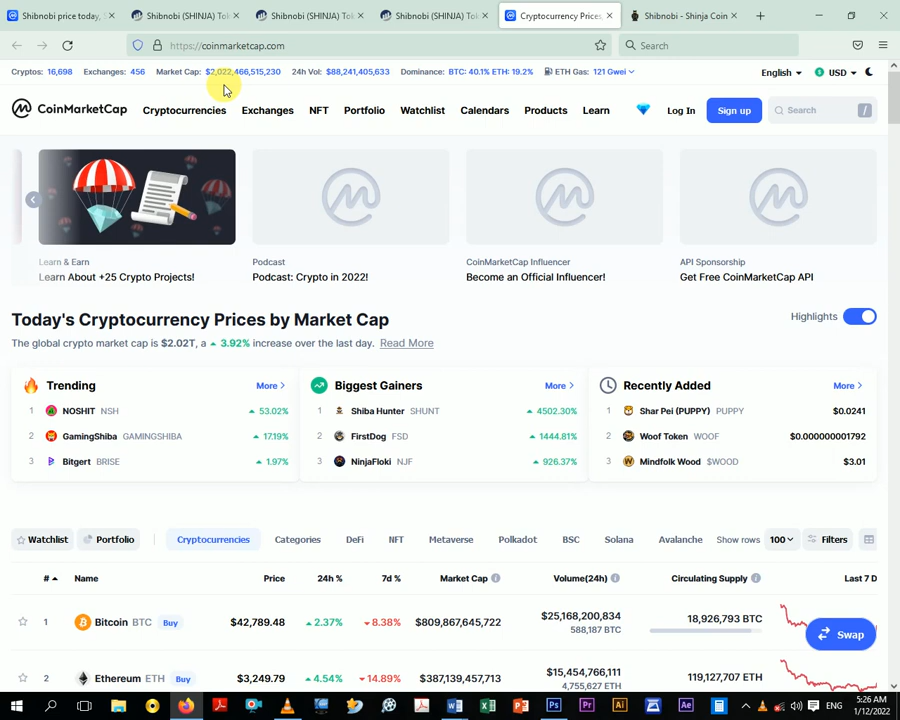 Shibnobi price today, S
Shibnobi (SHINJA) Tok
Shibnobi (SHINJA) Tok
Shibnobi (SHINJA) Tok
Cryptocurrency Prices,
Shibnobi - Shinja Coin
https://coinmarketcap.com
Search
Cryptos: 16,698 Exchanges: 456 Market Cap: $2,022,466,515,230 24h Vol: $88,241,405,633 Dominance: BTC: 40.1% ETH: 19.2% ETH Gas: 121 Gwei
English USD
CoinMarketCap
Cryptocurrencies Exchanges NFT Portfolio Watchlist Calendars Products Learn
Log In Sign up Search /
Learn & Earn
Learn About +25 Crypto Projects!
Podcast
Podcast: Crypto in 2022!
CoinMarketCap Influencer
Become an Official Influencer!
API Sponsorship
Get Free CoinMarketCap API
Today's Cryptocurrency Prices by Market Cap
Highlights
The global crypto market cap is $2.02T, a 3.92% increase over the last day. Read More
Trending More
1 NOSHIT NSH 53.02%
2 GamingShiba GAMINGSHIBA 17.19%
3 Bitgert BRISE 1.97%
Biggest Gainers More
1 Shiba Hunter SHUNT 4502.30%
2 FirstDog FSD 1444.81%
3 NinjaFloki NJF 926.37%
Recently Added More
1 Shar Pei (PUPPY) PUPPY $0.0241
2 Woof Token WOOF $0.000000001792
3 Mindfolk Wood $WOOD $3.01
Watchlist Portfolio Cryptocurrencies Categories DeFi NFT Metaverse Polkadot BSC Solana Avalanche Show rows 100 Filters
# Name Price 24h % 7d % Market Cap Volume(24h) Circulating Supply Last 7 D
1 Bitcoin BTC Buy $42,789.48 2.37% 8.38% $809,867,645,722 $25,168,200,834 18,926,793 BTC
588,187 BTC
Swap
2 Ethereum ETH Buy $3,249.79 4.54% 14.89% $387,139,457,713 $15,454,766,111 119,127,707 ETH
4,755,627 ETH
5:26 AM
1/12/2022